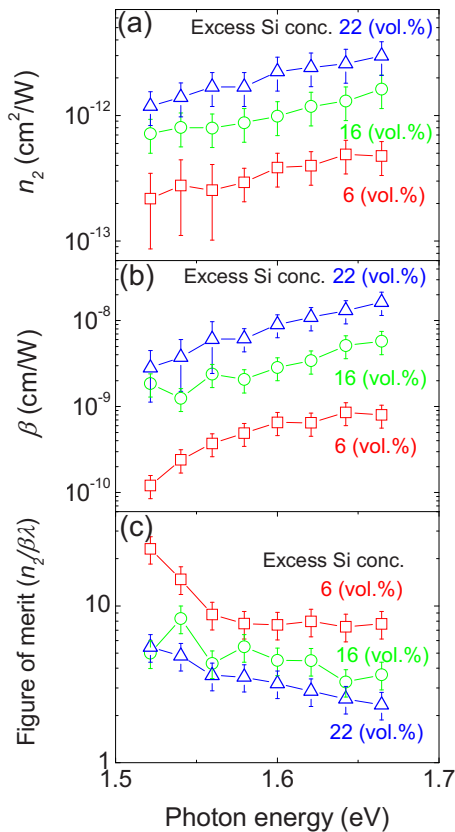 (a) Excess Si conc. 22 (vol.%)
16 (vol.%)
6 (vol.%)
10⁻¹²
10⁻¹³
n₂ (cm²/W)
(b) Excess Si conc. 22 (vol.%)
16 (vol.%)
6 (vol.%)
10⁻⁸
10⁻⁹
10⁻¹⁰
β (cm/W)
(c)
Excess Si conc.
6 (vol.%)
16 (vol.%)
22 (vol.%)
10
1
Figure of merit (n₂/βλ)
1.5 1.6 1.7
Photon energy (eV)